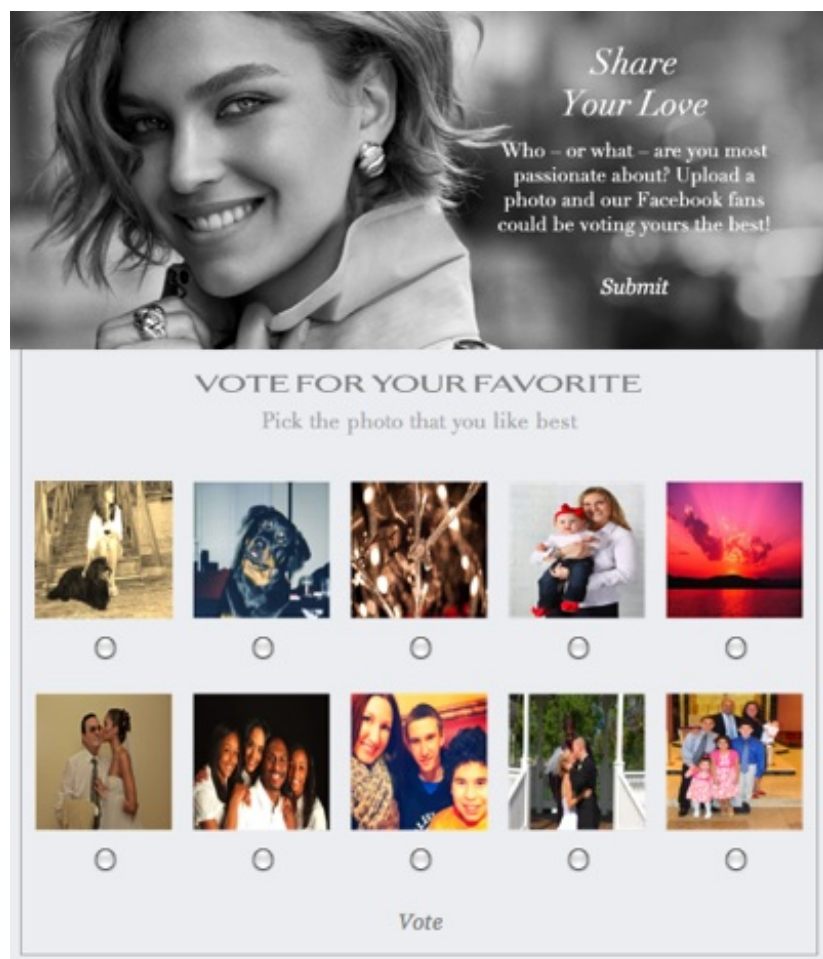 Share
Your Love
Who – or what – are you most
passionate about? Upload a
photo and our Facebook fans
could be voting yours the best!
Submit
VOTE FOR YOUR FAVORITE
Pick the photo that you like best
Vote